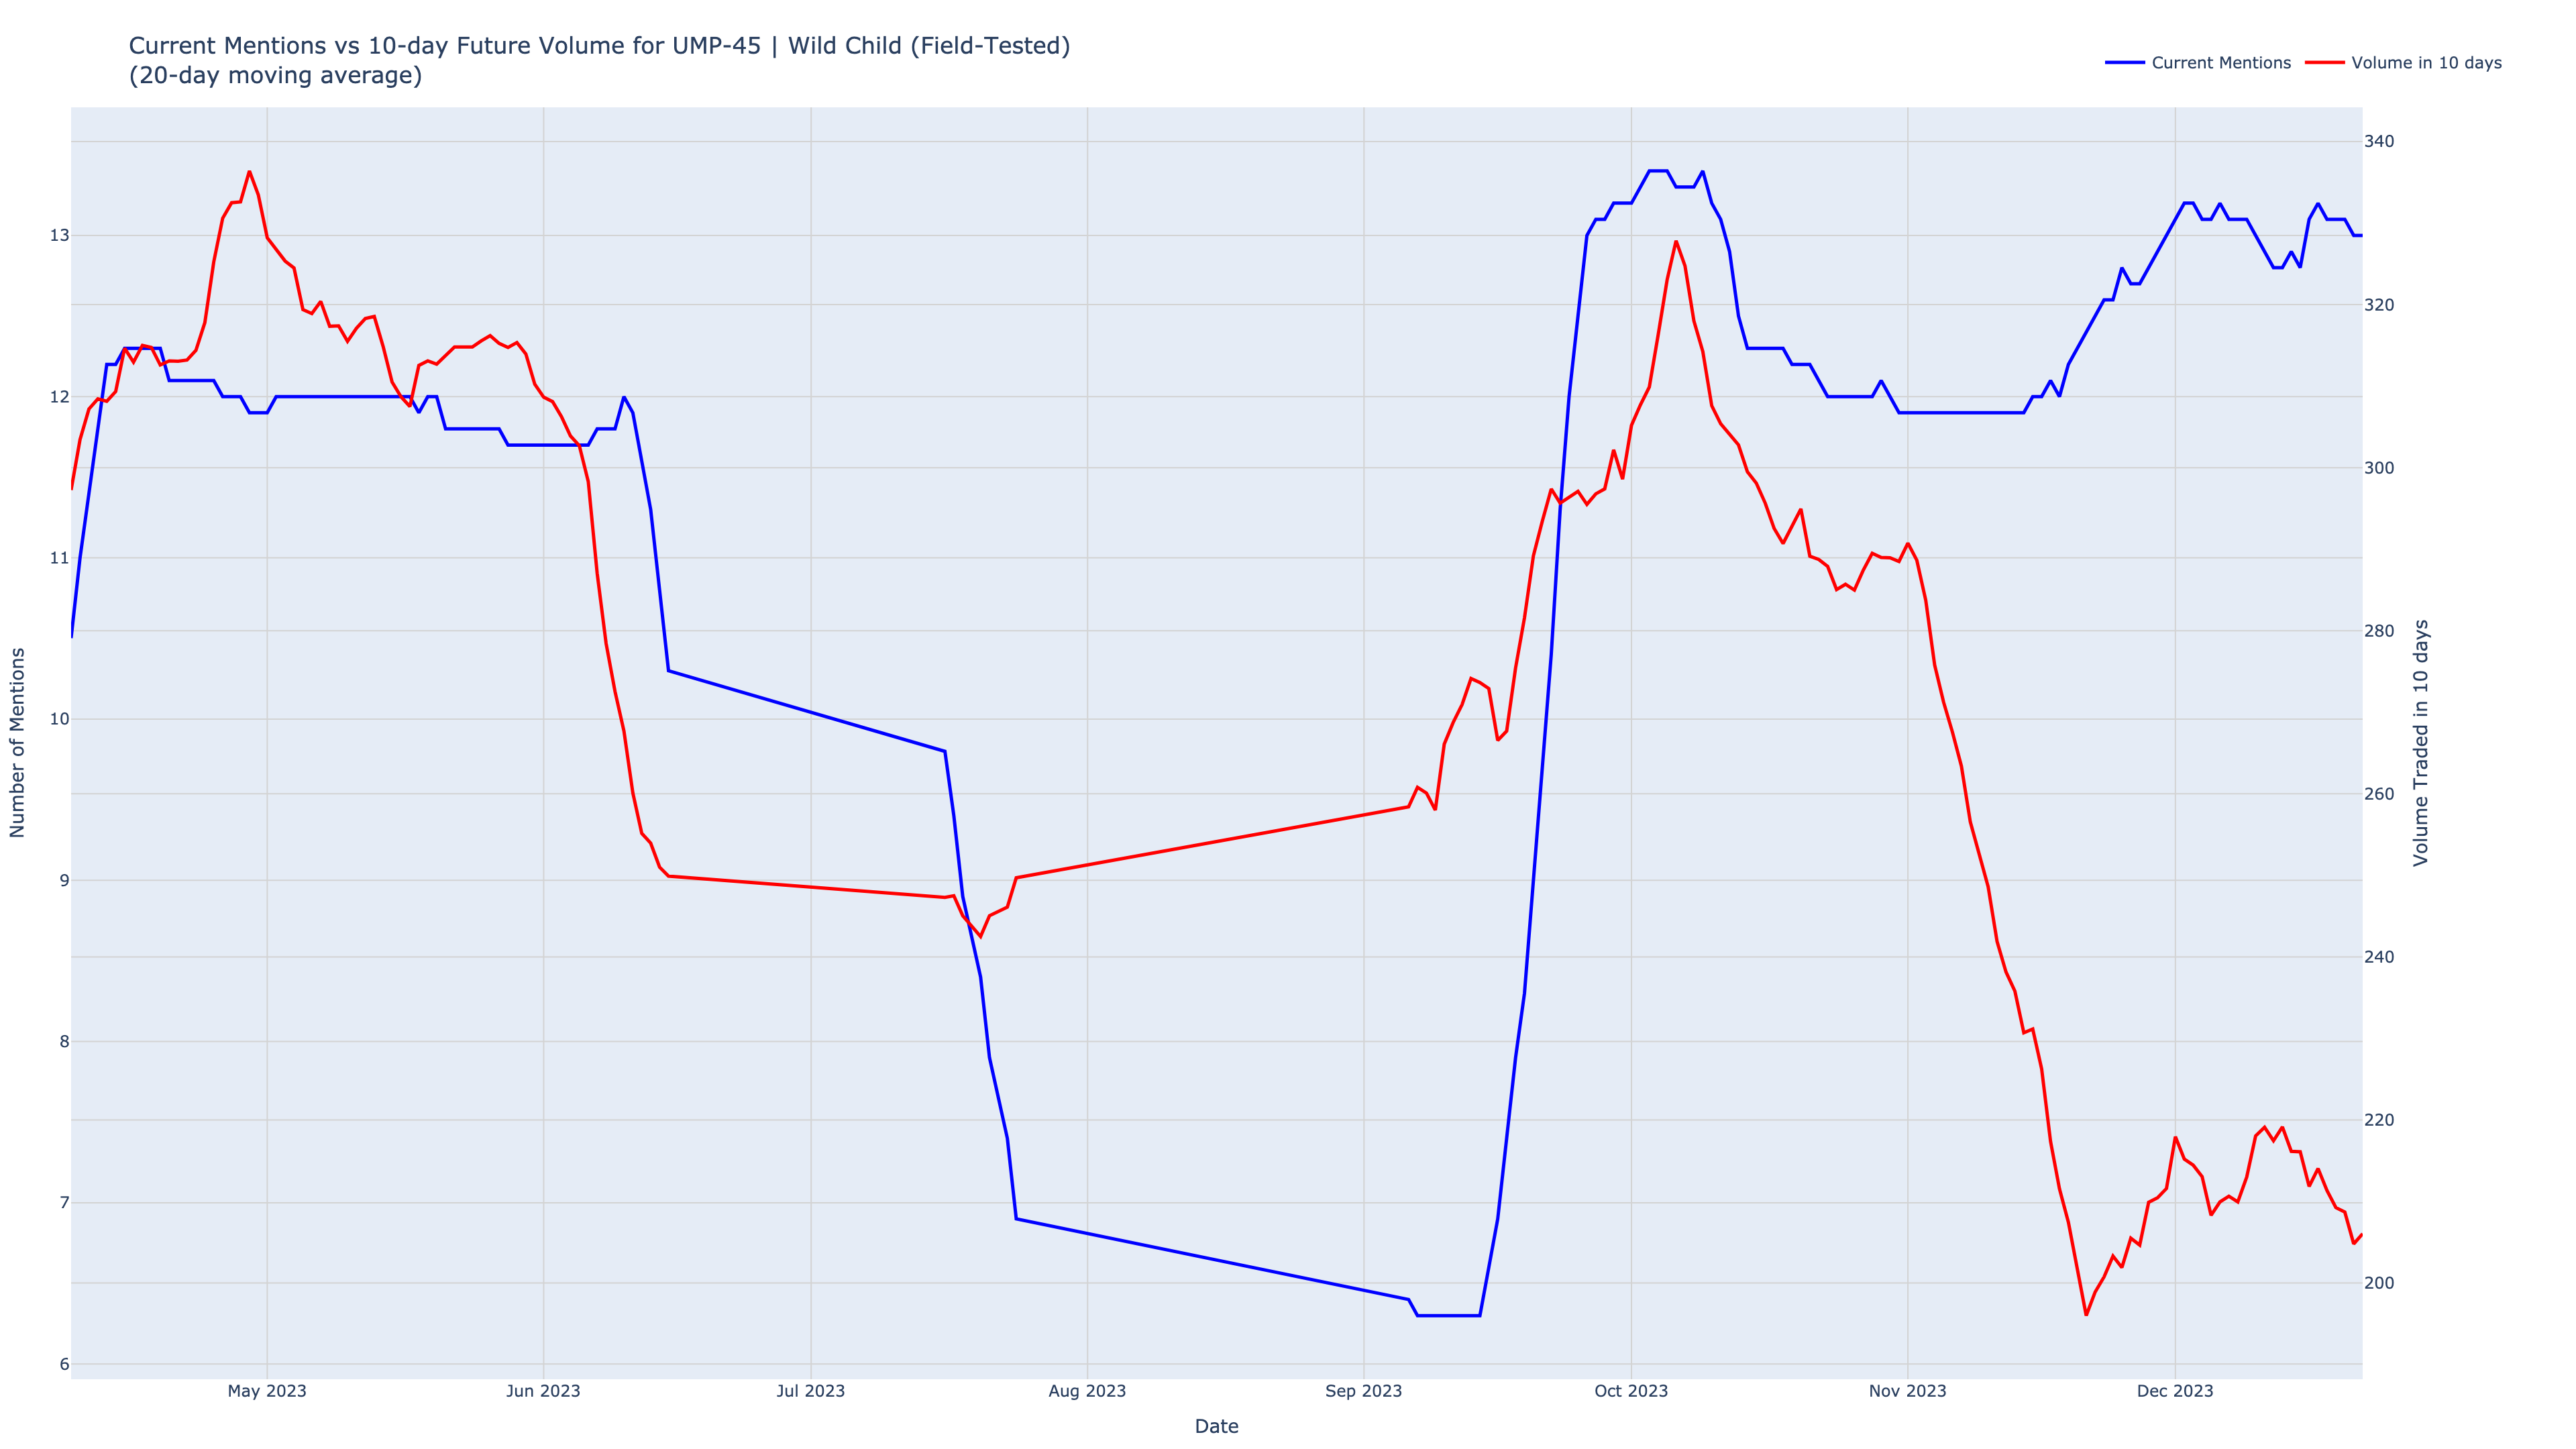 Current Mentions vs 10-day Future Volume for UMP-45 | Wild Child (Field-Tested)
(20-day moving average)
Current Mentions
Volume in 10 days
Number of Mentions
13
12
11
10
9
8
7
6
340
320
300
280
260
240
220
200
Volume Traded in 10 days
May 2023
Jun 2023
Jul 2023
Aug 2023
Sep 2023
Oct 2023
Nov 2023
Dec 2023
Date